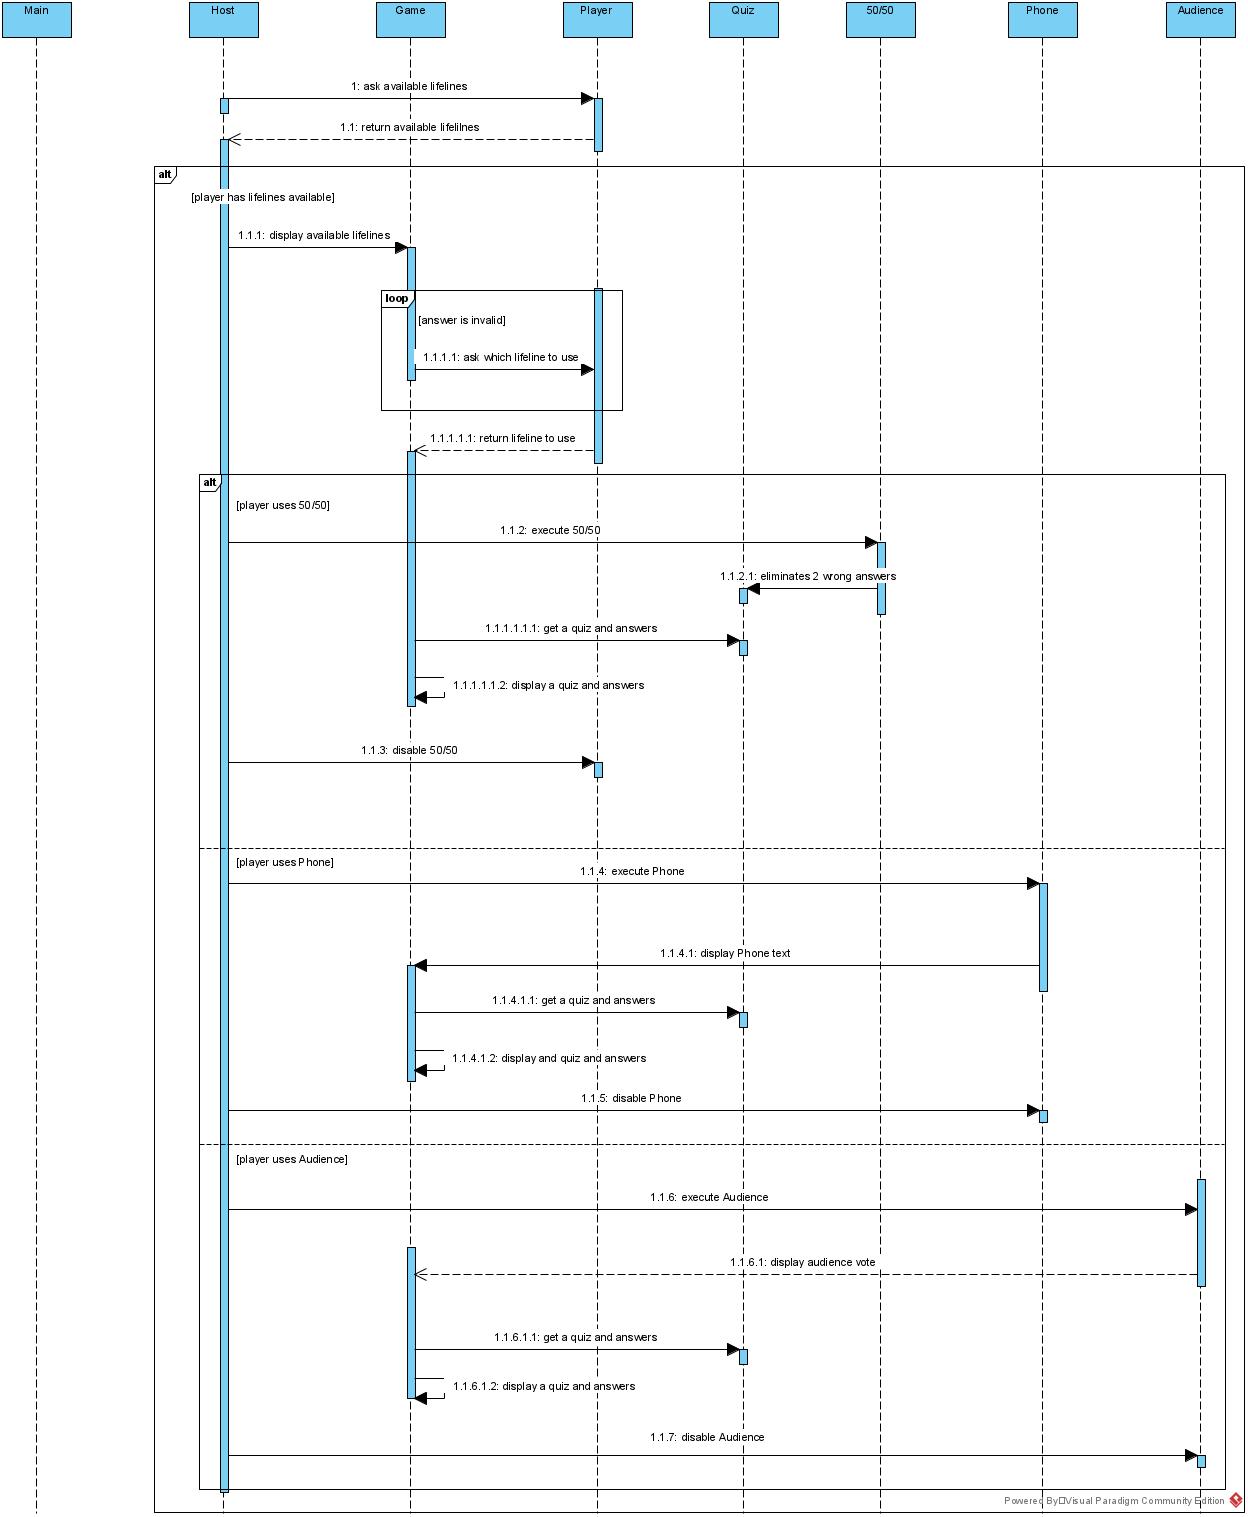 Main
Host
Game
Player
Quiz
50/50
Phone
Audience
1: ask available lifelines
1.1: return available lifelilnes
alt
[player has lifelines available]
1.1.1: display available lifelines
loop
[answer is invalid]
1.1.1.1: ask which lifeline to use
1.1.1.1.1: return lifeline to use
alt
[player uses 50/50]
1.1.2: execute 50/50
1.1.2.1: eliminates 2 wrong answers
1.1.1.1.1.1: get a quiz and answers
1.1.1.1.1.2: display a quiz and answers
1.1.3: disable 50/50
[player uses Phone]
1.1.4: execute Phone
1.1.4.1: display Phone text
1.1.4.1.1: get a quiz and answers
1.1.4.1.2: display and quiz and answers
1.1.5: disable Phone
[player uses Audience]
1.1.6: execute Audience
1.1.6.1: display audience vote
1.1.6.1.1: get a quiz and answers
1.1.6.1.2: display a quiz and answers
1.1.7: disable Audience
Powered By□Visual Paradigm Community Edition